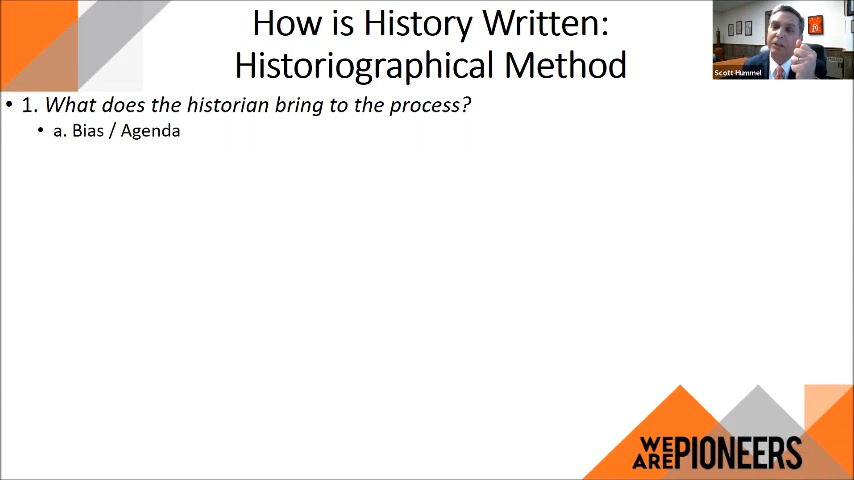 How is History Written:
Historiographical Method
Scott Hummel
• 1. What does the historian bring to the process?
• a. Bias / Agenda
WE ARE PIONEERS